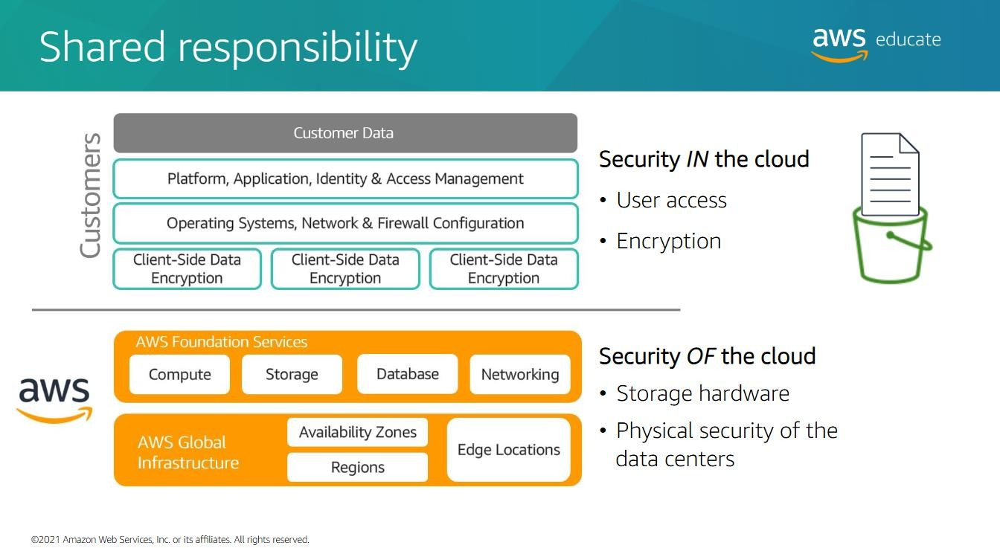 Shared responsibility
aws educate
Customers
Customer Data
Platform, Application, Identity & Access Management
Operating Systems, Network & Firewall Configuration
Client-Side Data
Encryption
Client-Side Data
Encryption
Client-Side Data
Encryption
Security IN the cloud
• User access
• Encryption
aws
AWS Foundation Services
Compute
Storage
Database
Networking
AWS Global
Infrastructure
Availability Zones
Regions
Edge Locations
Security OF the cloud
• Storage hardware
• Physical security of the
data centers
©2021 Amazon Web Services, Inc. or its affiliates. All rights reserved.